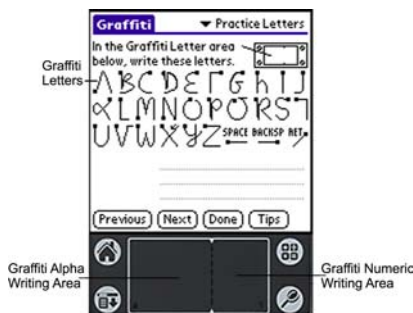 Graffiti ▼ Practice Letters
In the Graffiti Letter area
below, write these letters.
Graffiti
Letters
A B C D E F G h I J
K L M N O P Q R S T
U V W X Y Z SPACE BACKSP RET
Previous Next Done Tips
Graffiti Alpha
Writing Area
Graffiti Numeric
Writing Area